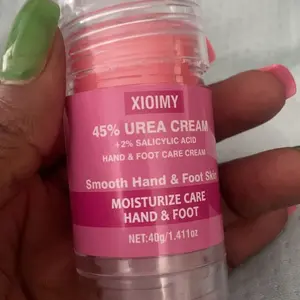 XIOIMY
45% UREA CREAM
+2% SALICYLIC ACID
HAND & FOOT CARE CREAM
Smooth Hand & Foot Skin
MOISTURIZE CARE
HAND & FOOT
NET:40g/1.411oz